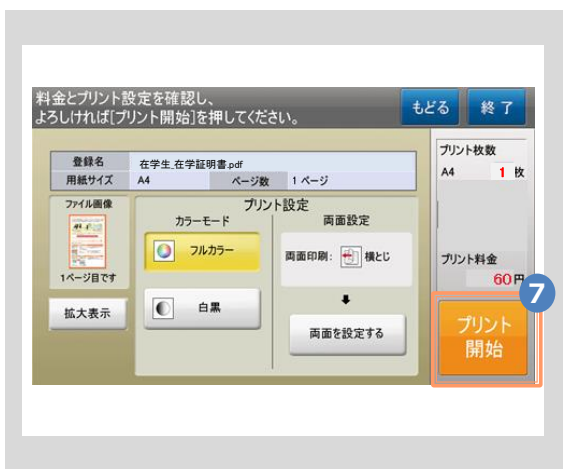 料金とプリント設定を確認し、
よろしければ[プリント開始]を押してください。
もどる
終了
登録名 在学生_在学証明書.pdf
用紙サイズ A4 ページ数 1 ページ
ファイル画像
1ページ目です
拡大表示
プリント設定
カラーモード
フルカラー
白黒
両面設定
両面印刷: 横とじ
両面を設定する
プリント枚数
A4 1 枚
プリント料金
60円
7
プリント
開始